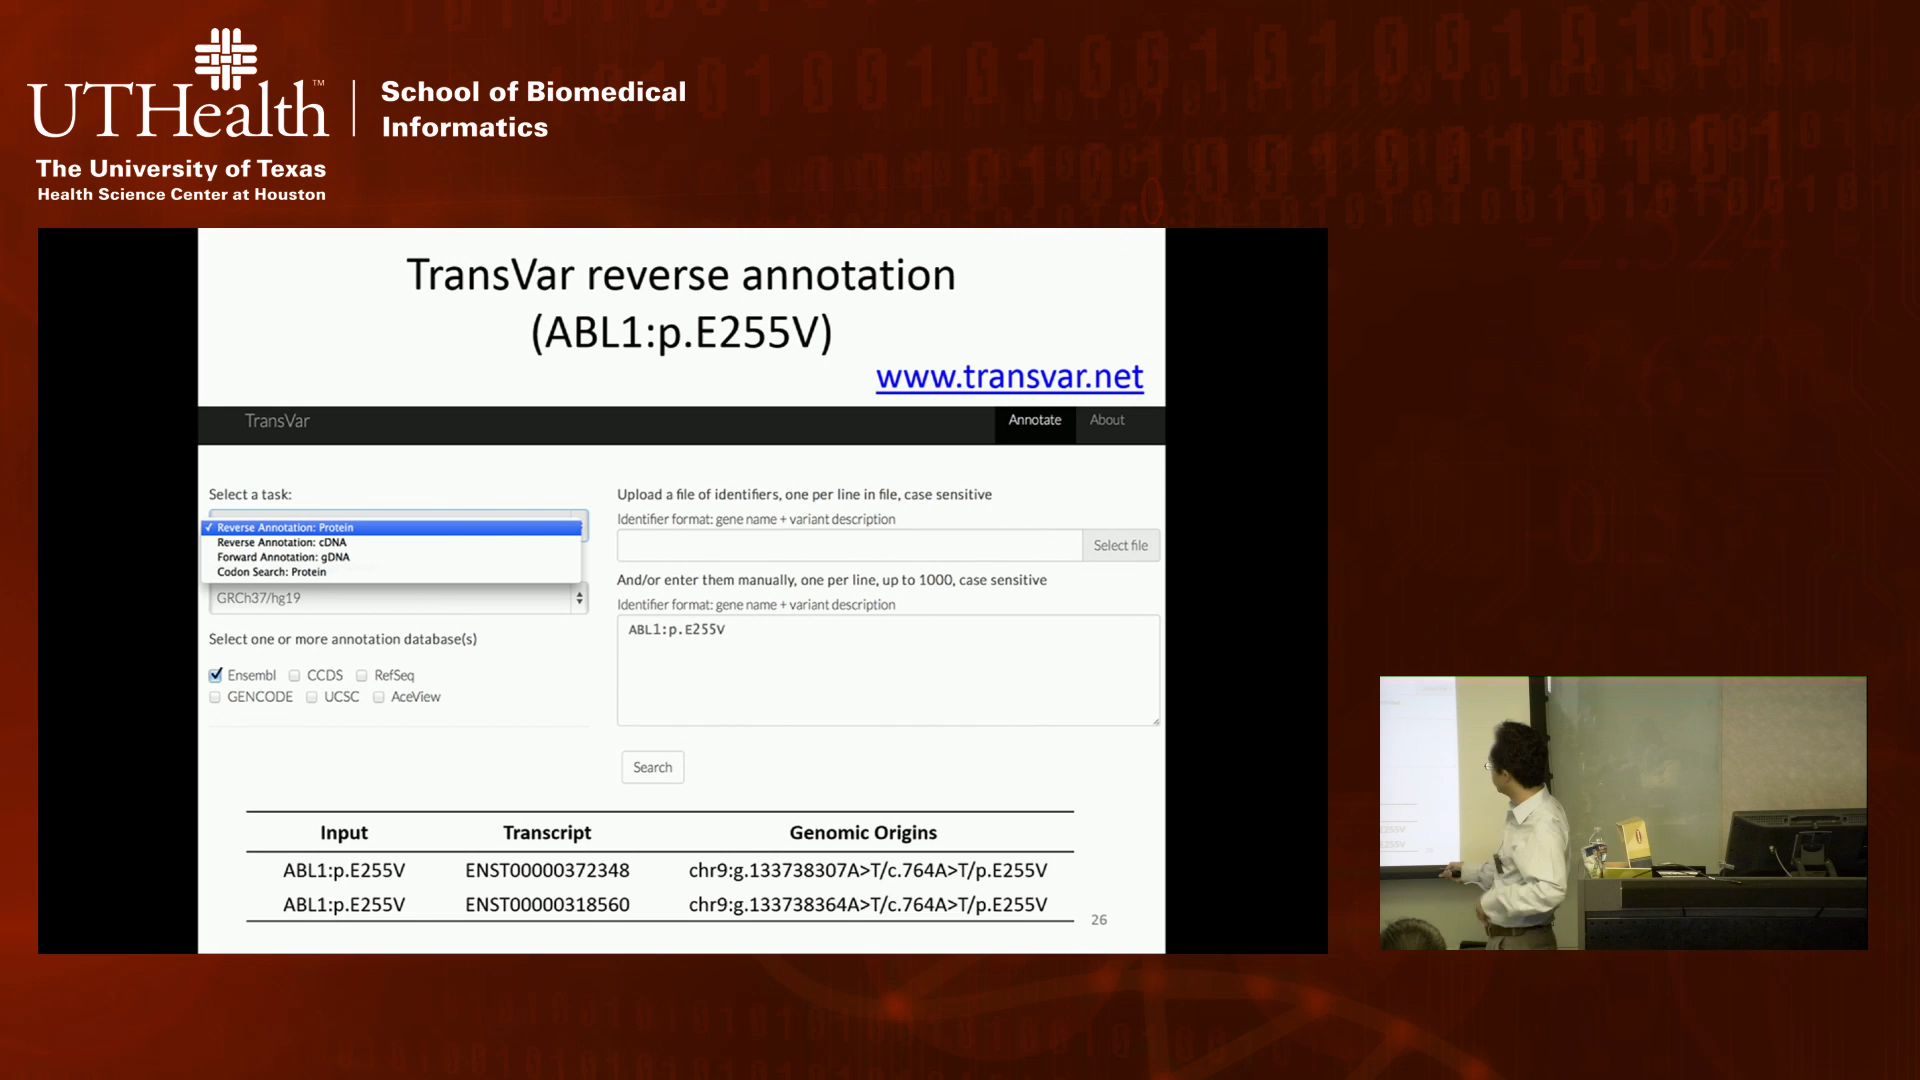 UTHealth™
School of Biomedical
Informatics
The University of Texas
Health Science Center at Houston
TransVar reverse annotation
(ABL1:p.E255V)
www.transvar.net
TransVar
Annotate
About
Select a task:
✓ Reverse Annotation: Protein
Reverse Annotation: cDNA
Forward Annotation: gDNA
Codon Search: Protein
GRCh37/hg19
Select one or more annotation database(s)
Ensembl CCDS RefSeq
GENCODE UCSC AceView
Upload a file of identifiers, one per line in file, case sensitive
Identifier format: gene name + variant description
Select file
And/or enter them manually, one per line, up to 1000, case sensitive
Identifier format: gene name + variant description
ABL1:p.E255V
Search
Input Transcript Genomic Origins
ABL1:p.E255V ENST00000372348 chr9:g.133738307A>T/c.764A>T/p.E255V
ABL1:p.E255V ENST00000318560 chr9:g.133738364A>T/c.764A>T/p.E255V
26